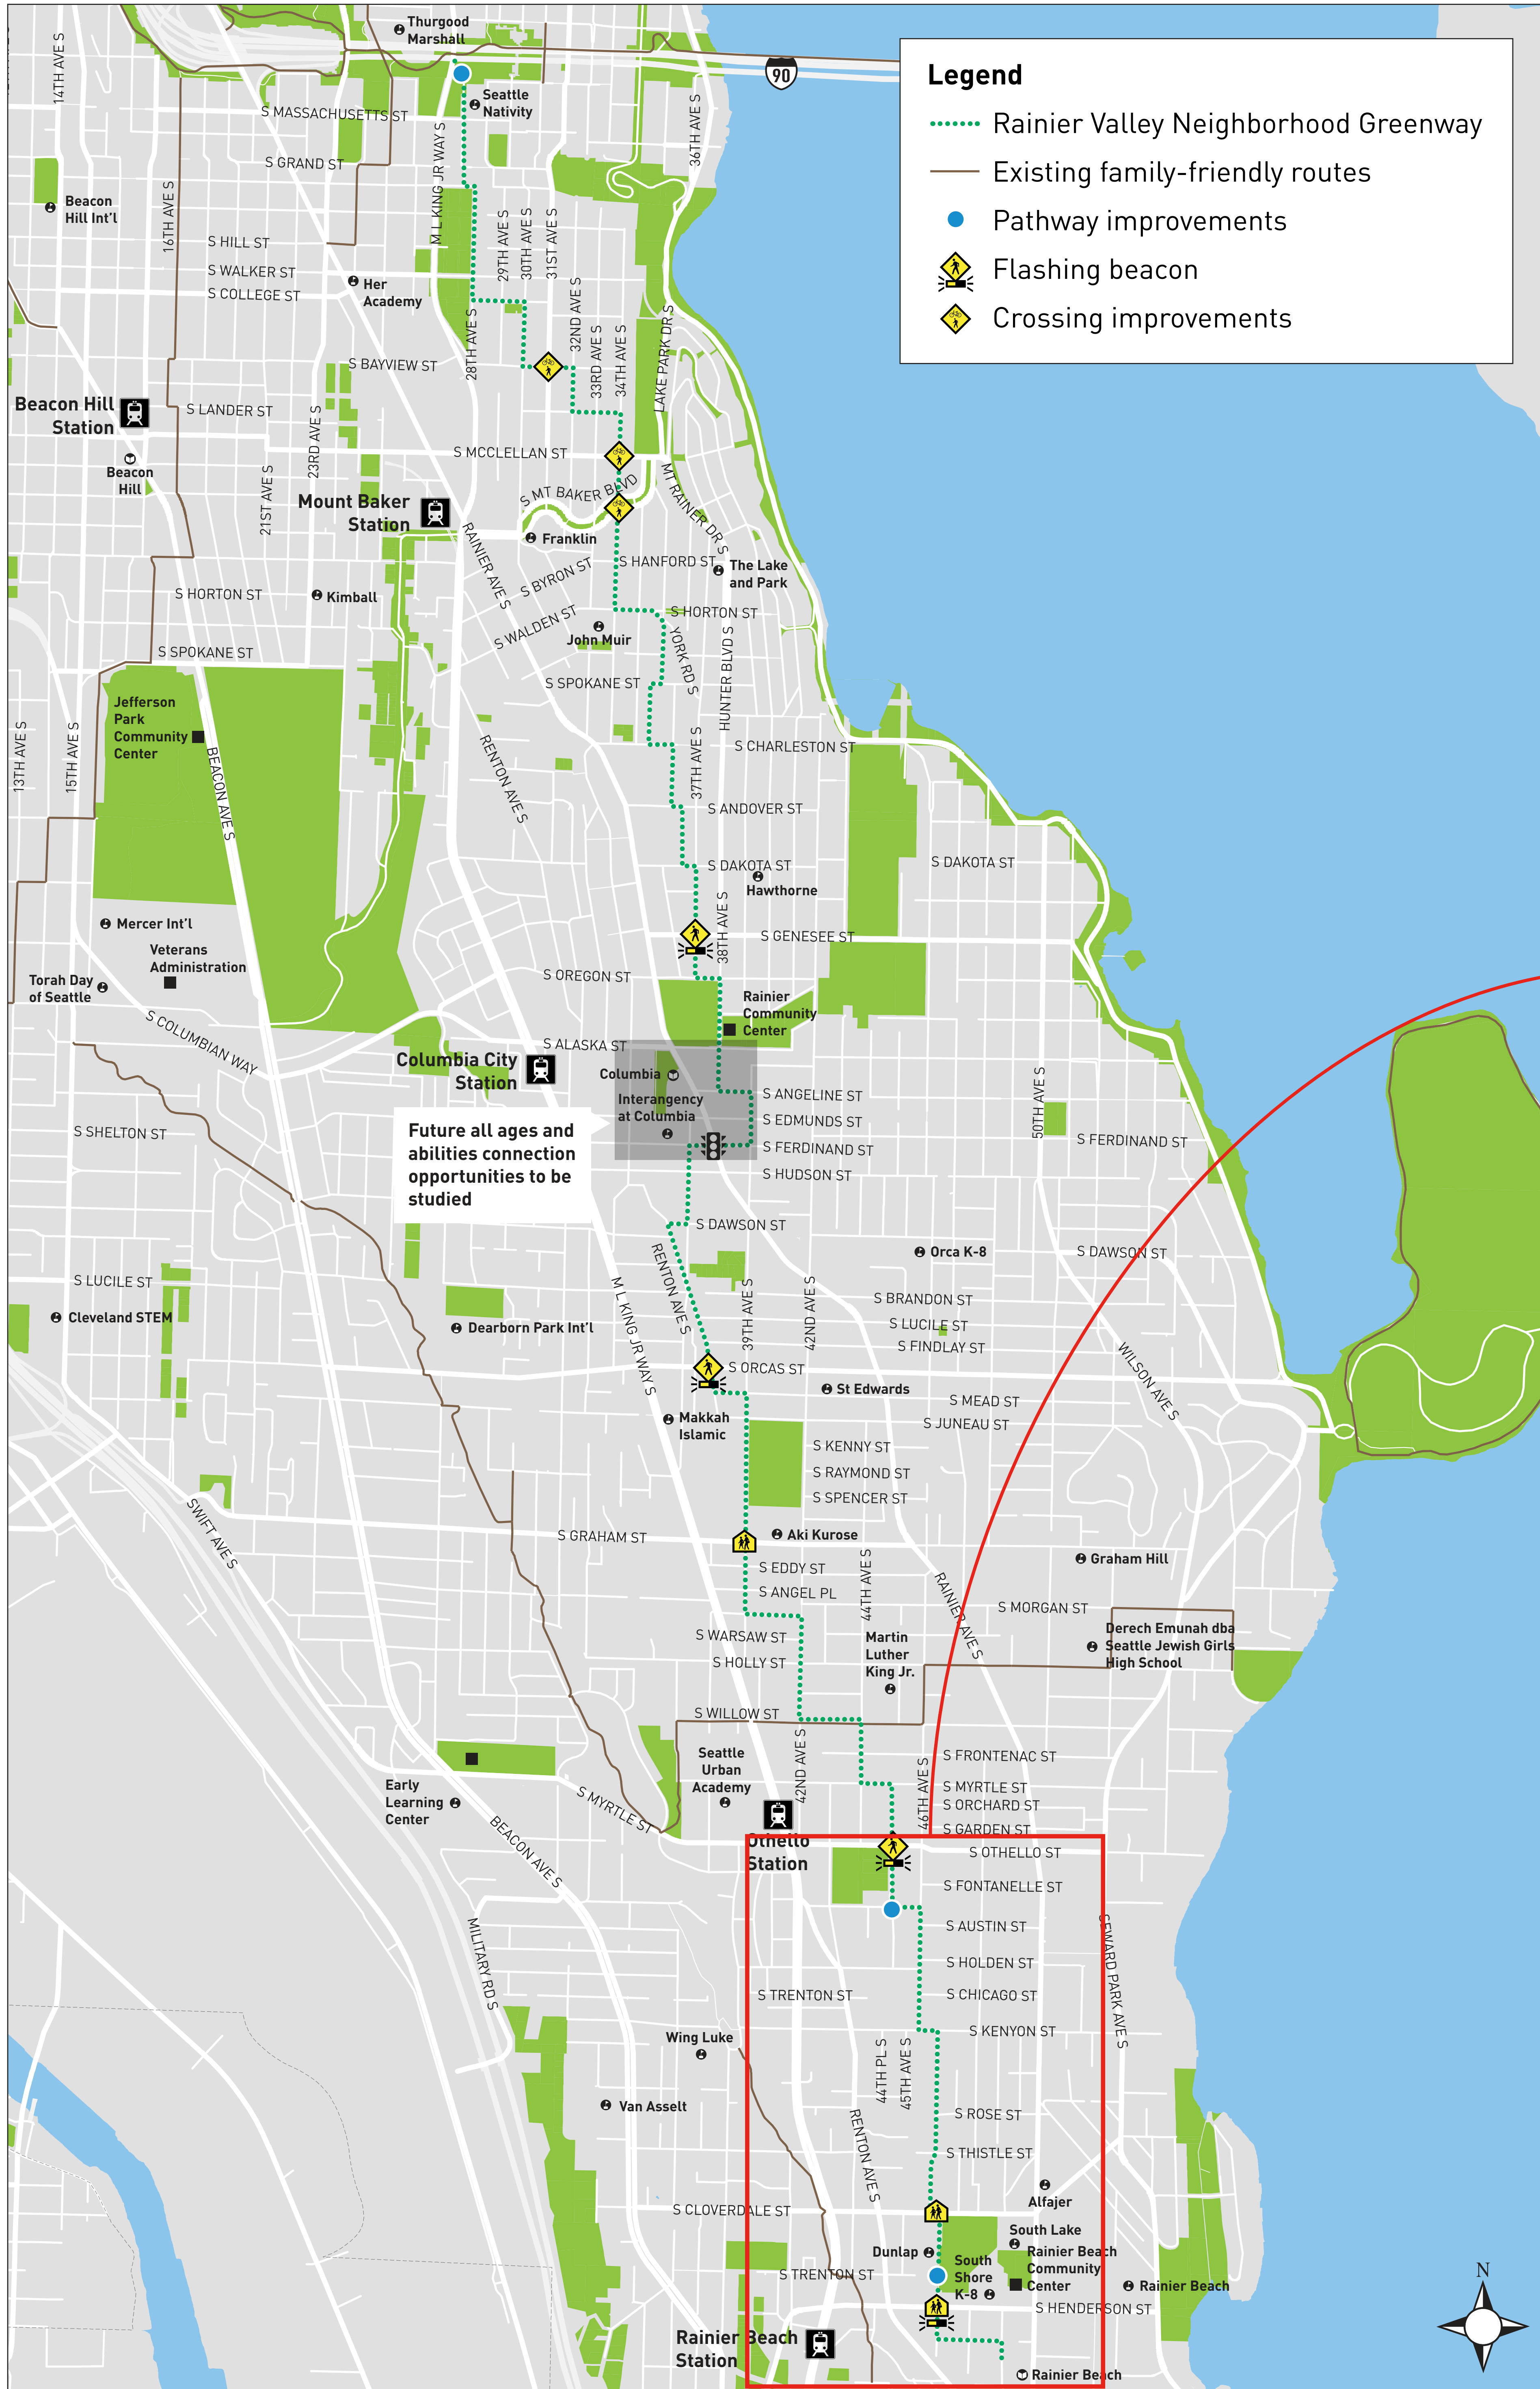 Legend
Rainier Valley Neighborhood Greenway
Existing family-friendly routes
Pathway improvements
Flashing beacon
Crossing improvements
90
Thurgood
Marshall
14TH AVE S
Seattle
Nativity
S MASSACHUSETTS ST
M L KING JR WAY S
36TH AVE S
S GRAND ST
Beacon
Hill Int'l
16TH AVE S
S HILL ST
29TH AVE S
30TH AVE S
31ST AVE S
S WALKER ST
Her
Academy
S COLLEGE ST
28TH AVE S
32ND AVE S
33RD AVE S
34TH AVE S
LAKE PARK DR S
S BAYVIEW ST
Beacon Hill
Station
S LANDER ST
23RD AVE S
S MCCLELLAN ST
Beacon
Hill
21ST AVE S
Mount Baker
Station
S MT BAKER BLVD
MT RAINER DR S
Franklin
RAINIER AVE S
S BYRON ST
S HANFORD ST
The Lake
and Park
S HORTON ST
Kimball
S WALDEN ST
S HORTON ST
John Muir
YORK RD S
HUNTER BLVD S
S SPOKANE ST
S SPOKANE ST
Jefferson
Park
Community
Center
13TH AVE S
15TH AVE S
BEACON AVE S
RENTON AVE S
37TH AVE S
S CHARLESTON ST
S ANDOVER ST
S DAKOTA ST
S DAKOTA ST
Hawthorne
38TH AVE S
Mercer Int'l
S GENESEE ST
Veterans
Administration
Torah Day
of Seattle
S OREGON ST
Rainier
Community
Center
S COLUMBIAN WAY
S ALASKA ST
Columbia City
Station
Columbia
Interangency
at Columbia
S ANGELINE ST
S EDMUNDS ST
S FERDINAND ST
S HUDSON ST
50TH AVE S
S FERDINAND ST
Future all ages and
abilities connection
opportunities to be
studied
S SHELTON ST
S DAWSON ST
S DAWSON ST
Orca K-8
RENTON AVE S
M L KING JR WAY S
39TH AVE S
42ND AVE S
S LUCILE ST
Cleveland STEM
Dearborn Park Int'l
S BRANDON ST
S LUCILE ST
S FINDLAY ST
WILSON AVE S
S ORCAS ST
St Edwards
S MEAD ST
S JUNEAU ST
Makkah
Islamic
S KENNY ST
S RAYMOND ST
S SPENCER ST
SWIFT AVE S
S GRAHAM ST
Aki Kurose
S EDDY ST
S ANGEL PL
44TH AVE S
RAINIER AVE S
Graham Hill
S MORGAN ST
Derech Emunah dba
Seattle Jewish Girls
High School
S WARSAW ST
S HOLLY ST
Martin
Luther
King Jr.
S WILLOW ST
42ND AVE S
Seattle
Urban
Academy
46TH AVE S
S FRONTENAC ST
S MYRTLE ST
S ORCHARD ST
S GARDEN ST
Early
Learning
Center
S MYRTLE ST
BEACON AVE S
Othello
Station
S OTHELLO ST
S FONTANELLE ST
S AUSTIN ST
SEWARD PARK AVE S
MILITARY RD S
S HOLDEN ST
S TRENTON ST
S CHICAGO ST
S KENYON ST
Wing Luke
44TH PL S
45TH AVE S
Van Asselt
RENTON AVE S
S ROSE ST
S THISTLE ST
Alfajer
S CLOVERDALE ST
South Lake
Dunlap
South
Shore
K-8
Rainier Beach
Community
Center
S TRENTON ST
Rainier Beach
S HENDERSON ST
Rainier Beach
Station
Rainier Beach
N